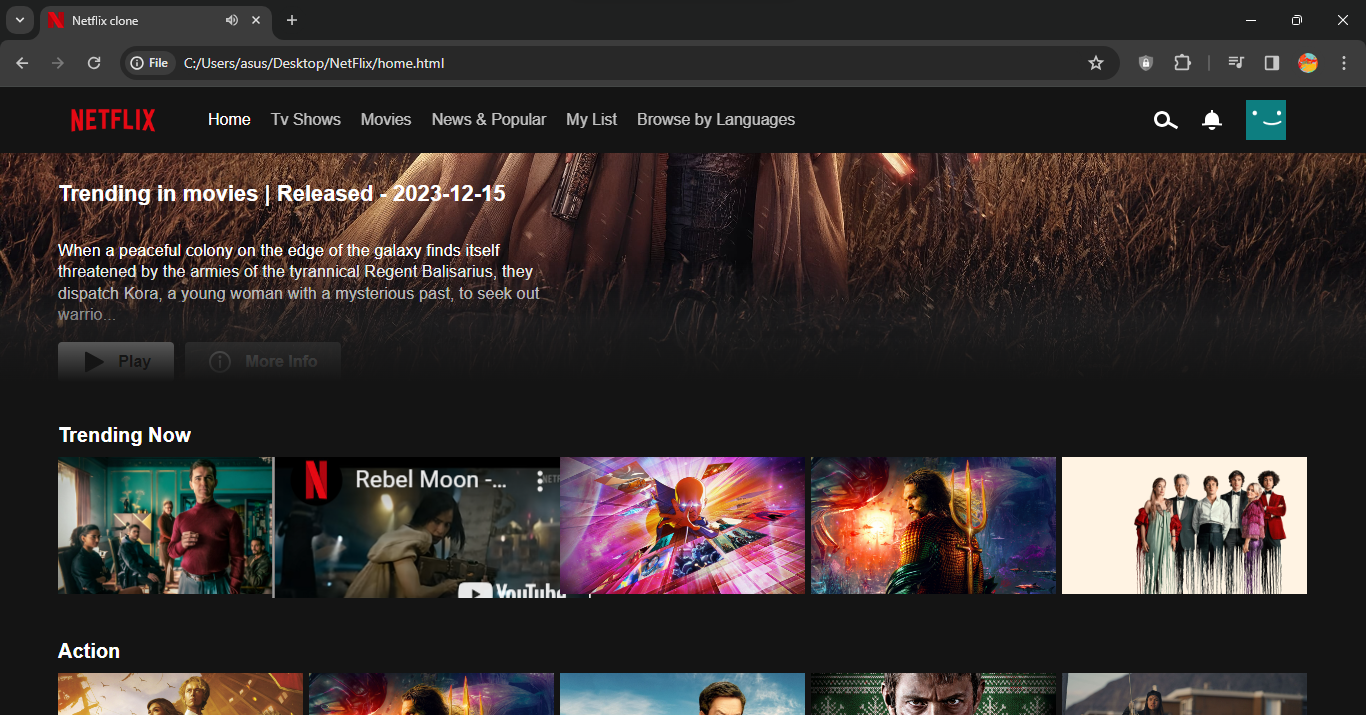 Netflix clone
File C:/Users/asus/Desktop/NetFlix/home.html
NETFLIX Home Tv Shows Movies News & Popular My List Browse by Languages
Trending in movies | Released - 2023-12-15
When a peaceful colony on the edge of the galaxy finds itself
threatened by the armies of the tyrannical Regent Balisarius, they
dispatch Kora, a young woman with a mysterious past, to seek out
warrio...
Play More Info
Trending Now
N Rebel Moon -...
YouTube
Action